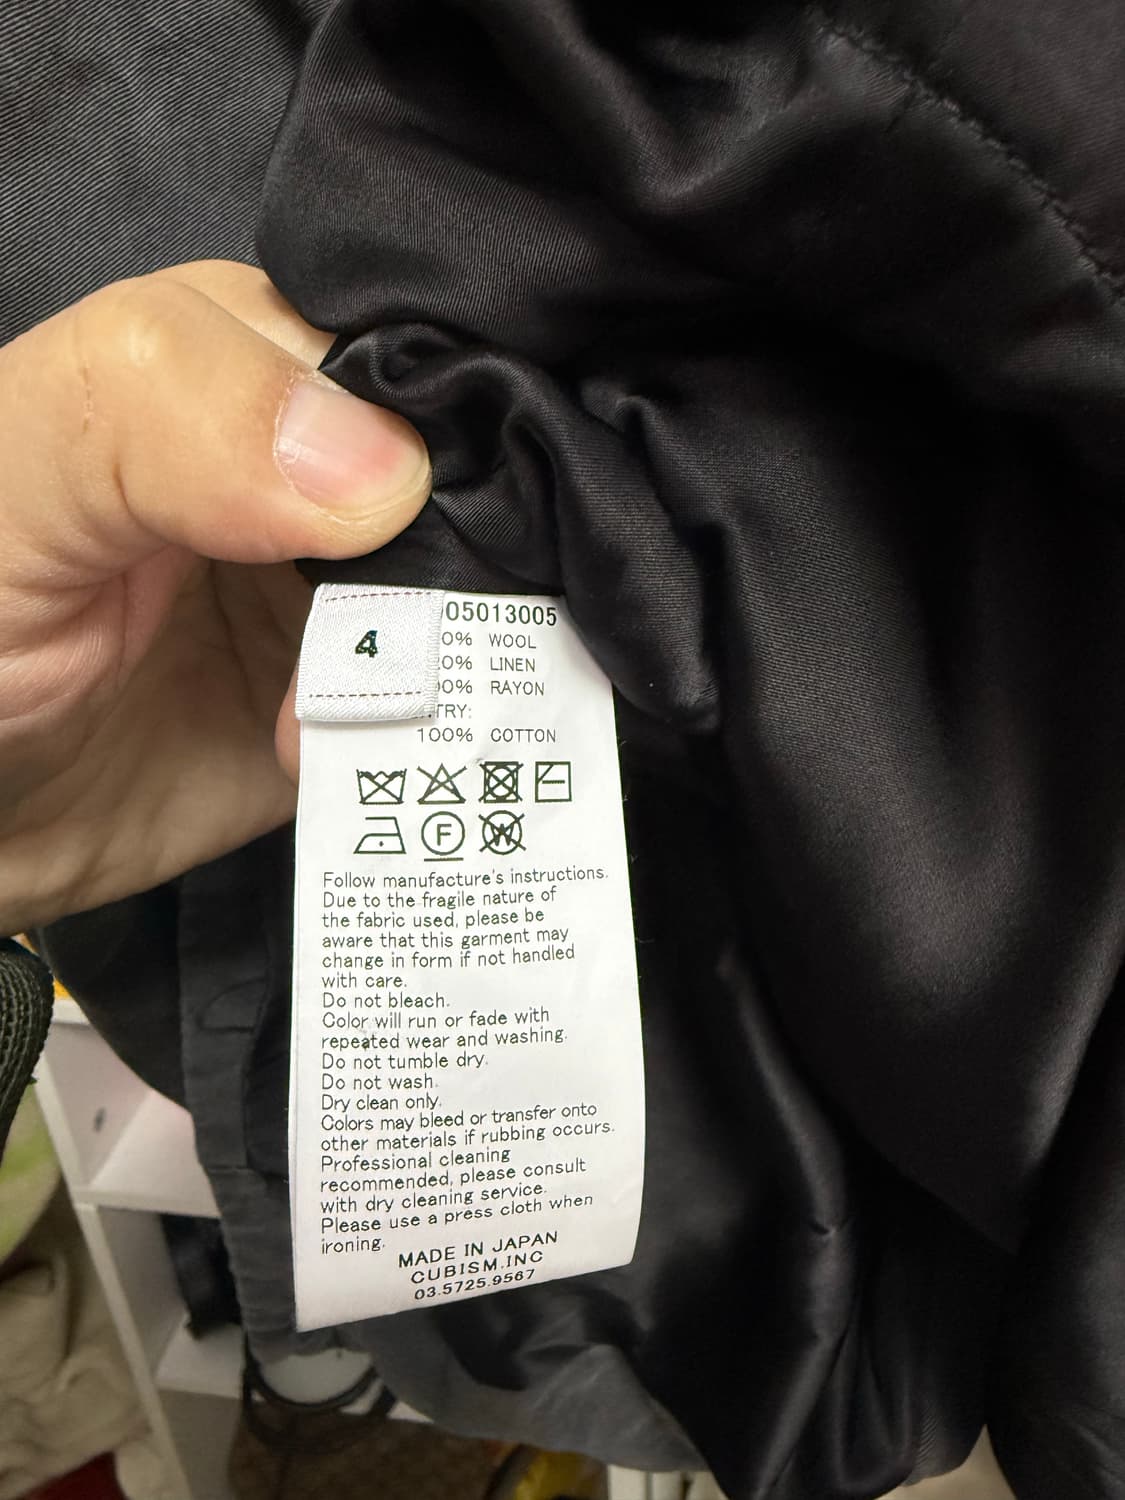 4
05013005
0% WOOL
0% LINEN
00% RAYON
TRY:
100% COTTON
F
W
Follow manufacture's instructions.
Due to the fragile nature of
the fabric used, please be
aware that this garment may
change in form if not handled
with care.
Do not bleach.
Color will run or fade with
repeated wear and washing.
Do not tumble dry.
Do not wash.
Dry clean only.
Colors may bleed or transfer onto
other materials if rubbing occurs.
Professional cleaning
recommended, please consult
with dry cleaning service.
Please use a press cloth when
ironing.
MADE IN JAPAN
CUBISM.INC
03.5725.9567